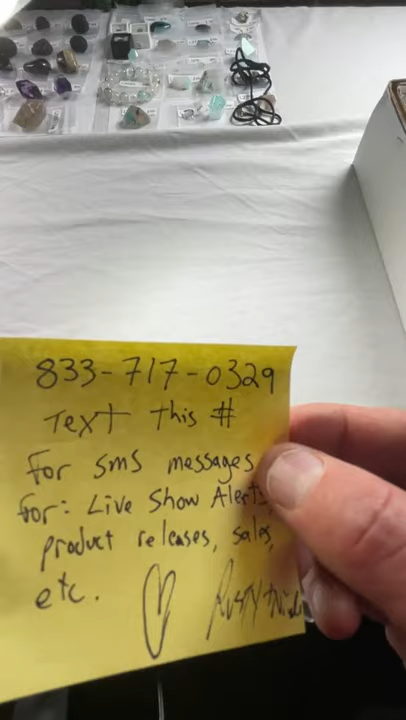 833-717-0329
Text this #
For sms messages
for: Live Show Alerts,
product releases, sales,
etc.